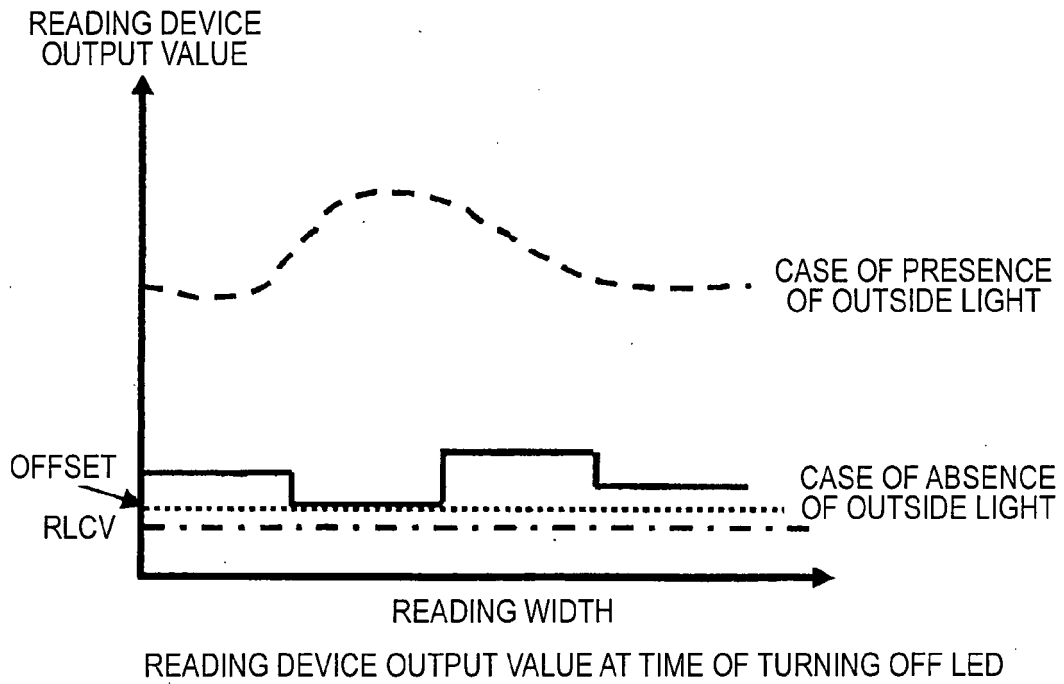 READING DEVICE
OUTPUT VALUE
CASE OF PRESENCE
OF OUTSIDE LIGHT
OFFSET
CASE OF ABSENCE
OF OUTSIDE LIGHT
RLCV
READING WIDTH
READING DEVICE OUTPUT VALUE AT TIME OF TURNING OFF LED